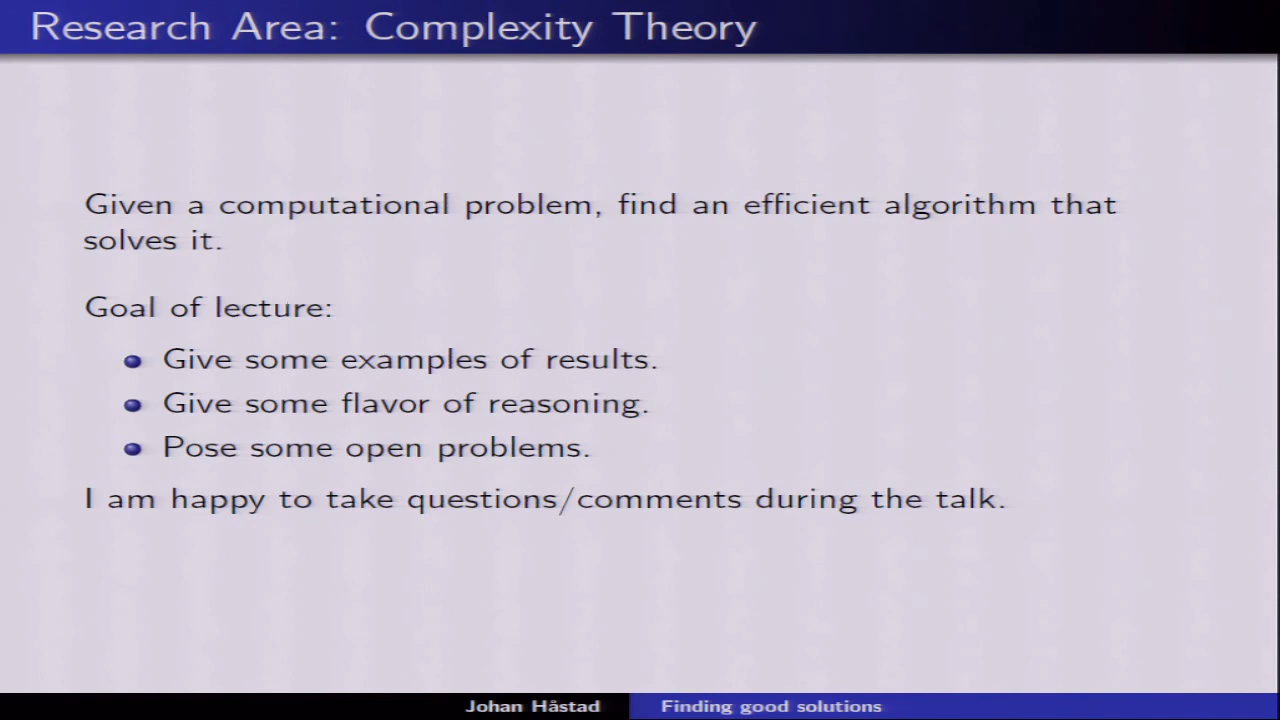 Research Area: Complexity Theory
Given a computational problem, find an efficient algorithm that
solves it.
Goal of lecture:
Give some examples of results.
Give some flavor of reasoning.
Pose some open problems.
I am happy to take questions/comments during the talk.
Johan Håstad
Finding good solutions